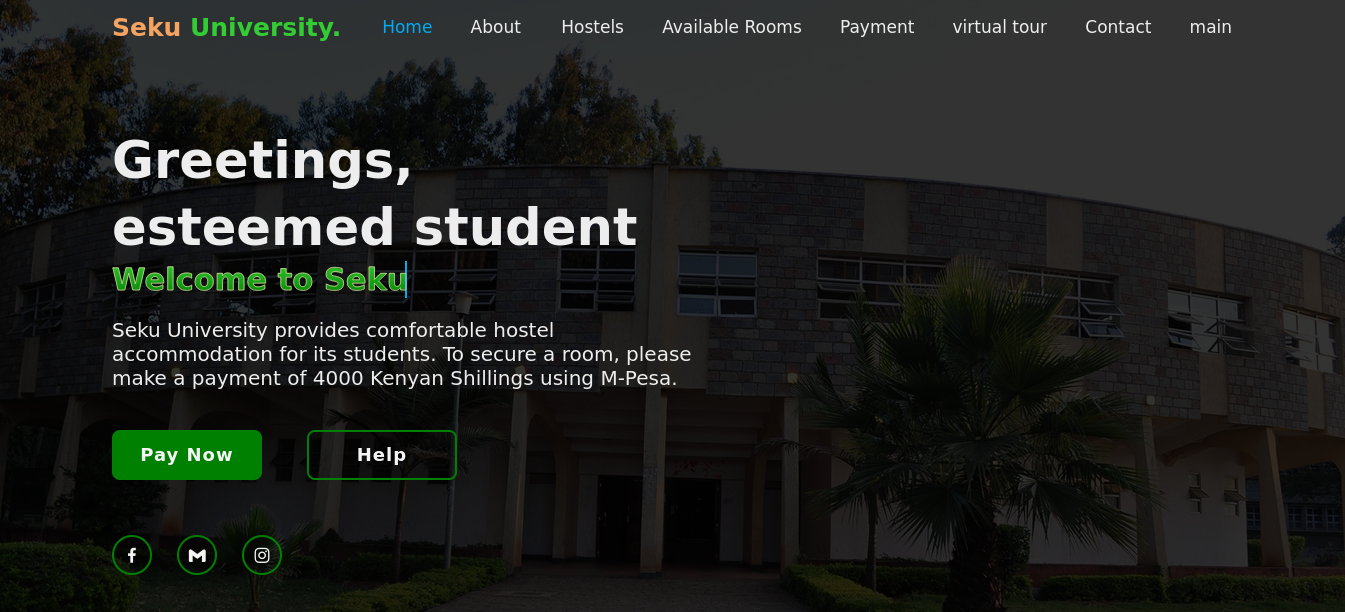 Seku University.
Home About Hostels Available Rooms Payment virtual tour Contact main
Greetings,
esteemed student
Welcome to Seku
Seku University provides comfortable hostel
accommodation for its students. To secure a room, please
make a payment of 4000 Kenyan Shillings using M-Pesa.
Pay Now Help